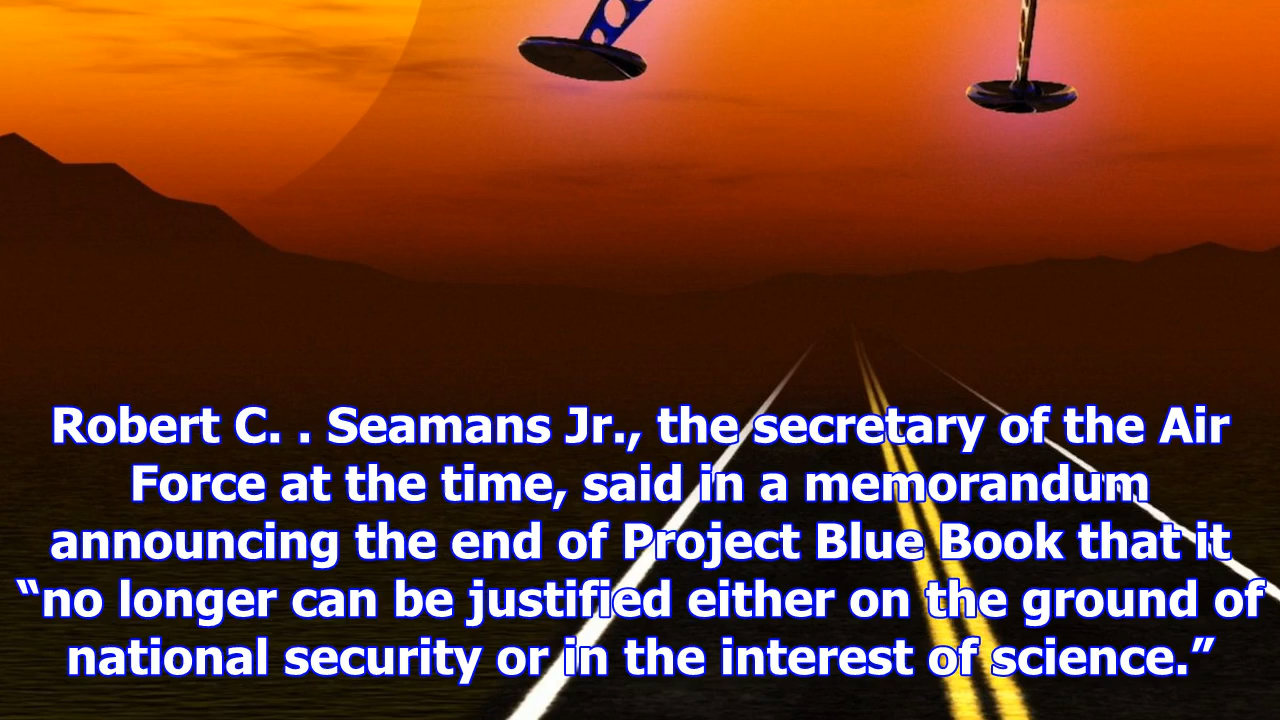 Robert C. . Seamans Jr., the secretary of the Air
Force at the time, said in a memorandum
announcing the end of Project Blue Book that it
“no longer can be justified either on the ground of
national security or in the interest of science.”